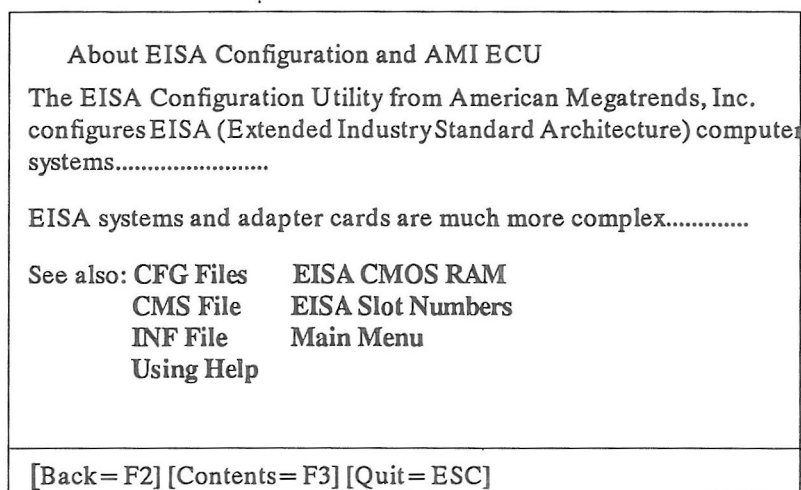 About EISA Configuration and AMI ECU
The EISA Configuration Utility from American Megatrends, Inc.
configures EISA (Extended Industry Standard Architecture) computer
systems........................
EISA systems and adapter cards are much more complex.............
See also: CFG Files EISA CMOS RAM
CMS File EISA Slot Numbers
INF File Main Menu
Using Help
[Back=F2] [Contents=F3] [Quit=ESC]